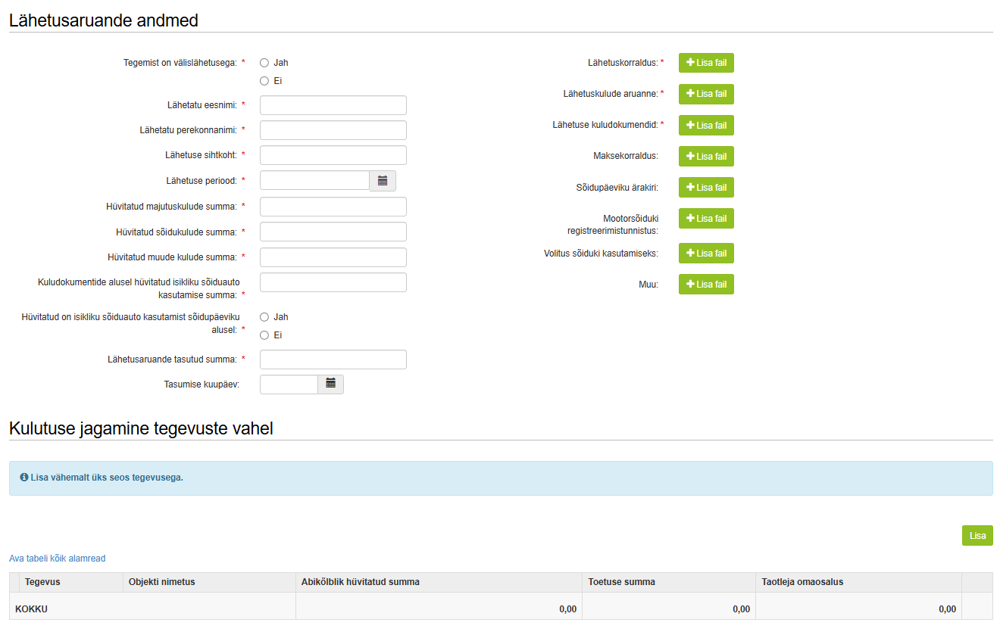 Lähetusaruande andmed
Tegemist on välislähetusega: *
Jah
Ei
Lähetatu eesnimi: *
Lähetatu perekonnanimi: *
Lähetuse sihtkoht: *
Lähetuse periood: *
Hüvitatud majutuskulude summa: *
Hüvitatud sõidukulude summa: *
Hüvitatud muude kulude summa: *
Kuludokumentide alusel hüvitatud isikliku sõiduauto
kasutamise summa: *
Hüvitatud on isikliku sõiduauto kasutamist sõidupäeviku
alusel: *
Jah
Ei
Lähetusaruande tasutud summa: *
Tasumise kuupäev:
Lähetuskorraldus: *
Lisa fail
Lähetuskulude aruanne: *
Lisa fail
Lähetuse kuludokumendid: *
Lisa fail
Maksekorraldus:
Lisa fail
Sõidupäeviku ärakiri:
Lisa fail
Mootorsõiduki
registreerimistunnistus:
Lisa fail
Volitus sõiduki kasutamiseks:
Lisa fail
Muu:
Lisa fail
Kulutuse jagamine tegevuste vahel
Lisa vähemalt üks seos tegevusega.
Lisa
Ava tabeli kõik alamread
Tegevus Objekti nimetus Abikõlblik hüvitatud summa Toetuse summa Taotleja omaosalus
KOKKU 0,00 0,00 0,00